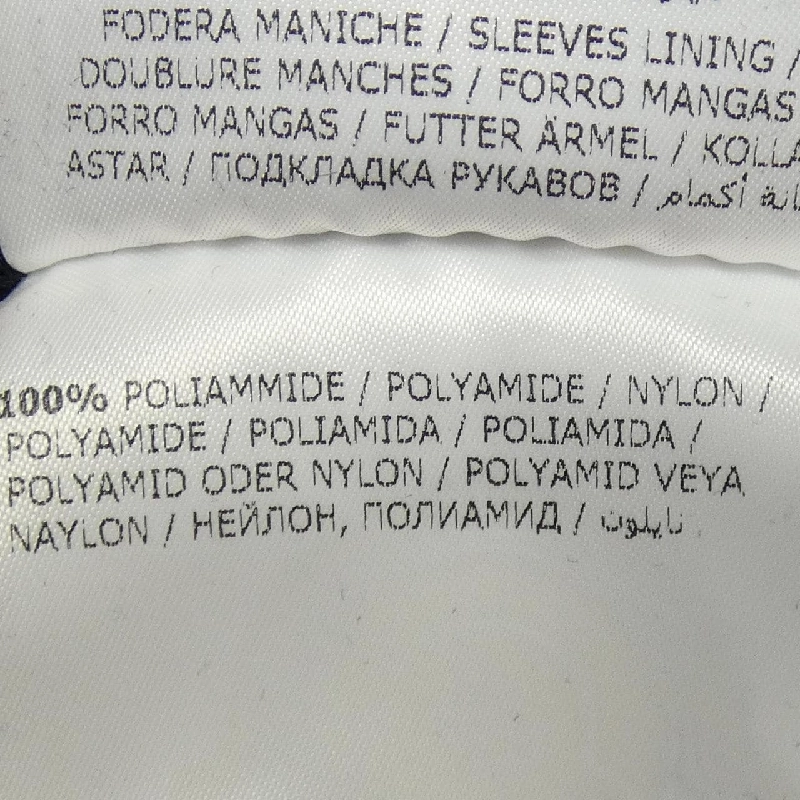 FODERA MANICHE / SLEEVES LINING /
DOUBLURE MANCHES / FORRO MANGAS
FORRO MANGAS / FUTTER ÄRMEL / KOLLA
ASTAR / ПОДКЛАДКА РУКАВОВ / أكمام
100% POLIAMMIDE / POLYAMIDE / NYLON /
POLYAMIDE / POLIAMIDA / POLIAMIDA /
POLYAMID ODER NYLON / POLYAMID VEYA
NAYLON / НЕЙЛОН, ПОЛИАМИД / نايلون